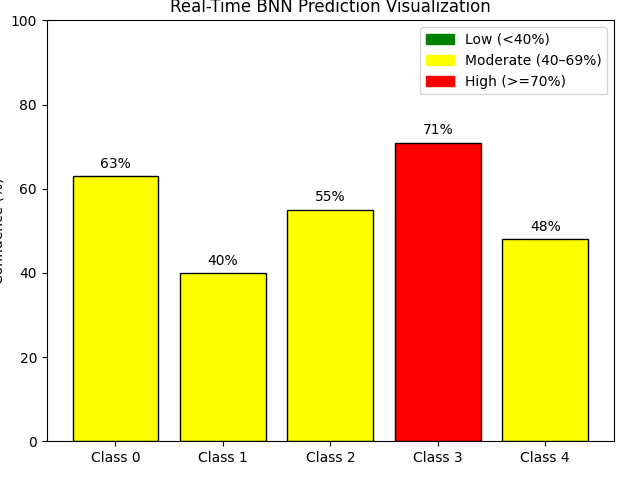 Real-Time BNN Prediction Visualization
Low (<40%)
Moderate (40–69%)
High (>=70%)
100
80
60
40
20
0
63%
40%
55%
71%
48%
Class 0
Class 1
Class 2
Class 3
Class 4